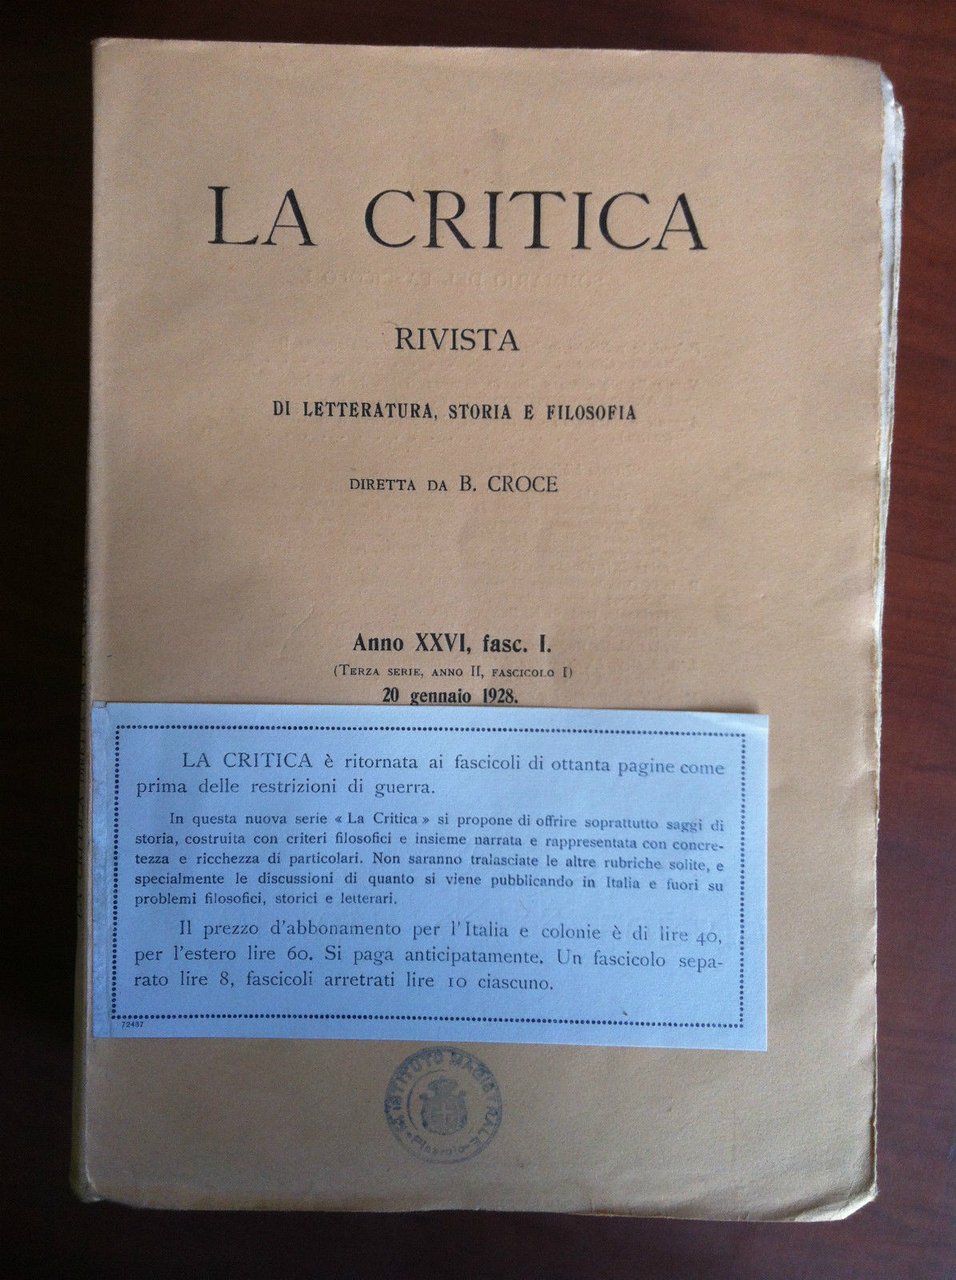 LA CRITICA
RIVISTA
DI LETTERATURA, STORIA E FILOSOFIA
DIRETTA DA B. CROCE
Anno XXVI, fasc. I.
(TERZA SERIE, ANNO II, FASCICOLO I)
20 gennaio 1928.
LA CRITICA è ritornata ai fascicoli di ottanta pagine come
prima delle restrizioni di guerra.
In questa nuova serie « La Critica » si propone di offrire soprattutto saggi di
storia, costruita con criteri filosofici e insieme narrata e rappresentata con concre-
tezza e ricchezza di particolari. Non saranno tralasciate le altre rubriche solite, e
specialmente le discussioni di quanto si viene pubblicando in Italia e fuori su
problemi filosofici, storici e letterari.
Il prezzo d'abbonamento per l'Italia e colonie è di lire 40,
per l'estero lire 60. Si paga anticipatamente. Un fascicolo sepa-
rato lire 8, fascicoli arretrati lire 10 ciascuno.
72437
ISTITUTO MAGISTRALE